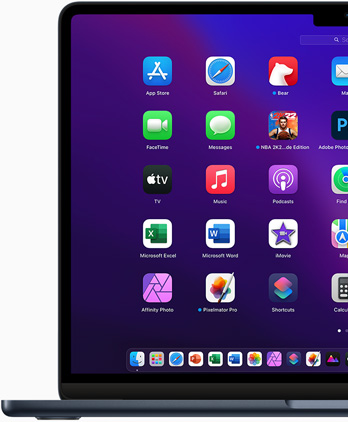 App Store Safari Bear
FaceTime Messages NBA 2K2...de Edition Adobe Photo
tv
TV Music Podcasts Find
Microsoft Excel Microsoft Word iMovie Map
Affinity Photo Pixelmator Pro Shortcuts Calcu